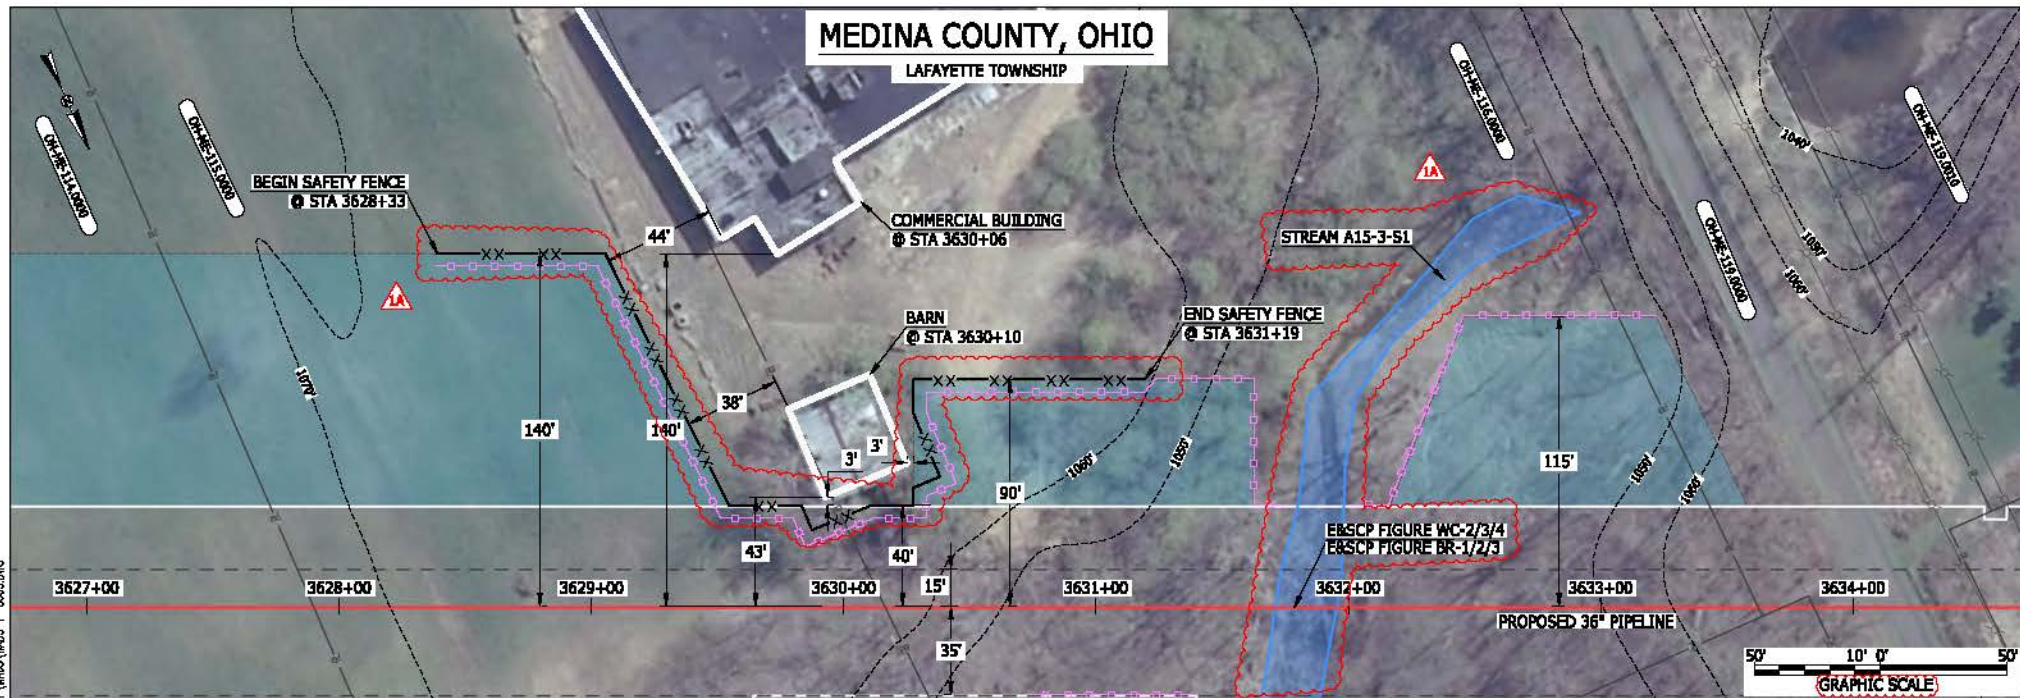 MEDINA COUNTY, OHIO
LAFAYETTE TOWNSHIP
OH-ME-114.0000
OH-ME-115.0000
OH-ME-116.0000
OH-ME-119.0000
OH-ME-119.0010
BEGIN SAFETY FENCE
@ STA 3628+33
1A
44'
COMMERCIAL BUILDING
@ STA 3630+06
1A
STREAM A15-3-S1
1040'
1050'
1060'
BARN
@ STA 3630+10
END SAFETY FENCE
@ STA 3631+19
1070'
38'
140'
140'
3'
3'
90'
1060'
1050'
115'
1050'
1060'
43'
40'
15'
E&SCP FIGURE WC-2/3/4
E&SCP FIGURE BR-1/2/3
3627+00
3628+00
3629+00
3630+00
3631+00
3632+00
3633+00
3634+00
PROPOSED 36" PIPELINE
35'
50' 10' 0' 50'
GRAPHIC SCALE